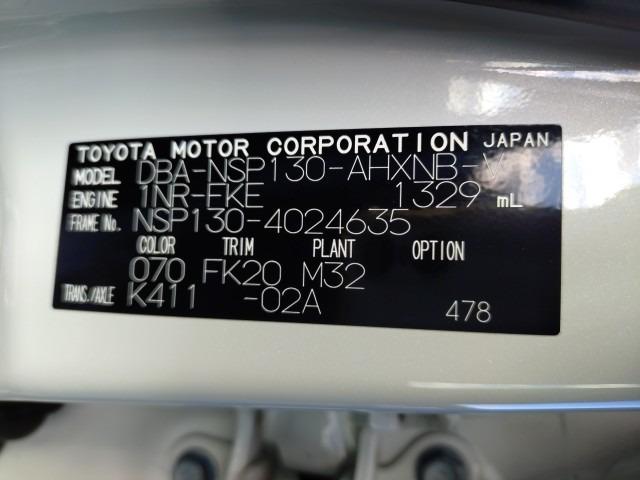 TOYOTA MOTOR CORPORATION JAPAN
MODEL DBA-NSP130-AHXNB-V
ENGINE 1NR-FKE 1329 mL
FRAME No. NSP130-4024635
COLOR TRIM PLANT OPTION
070 FK20 M32
TRANS./AXLE K411 -02A 478